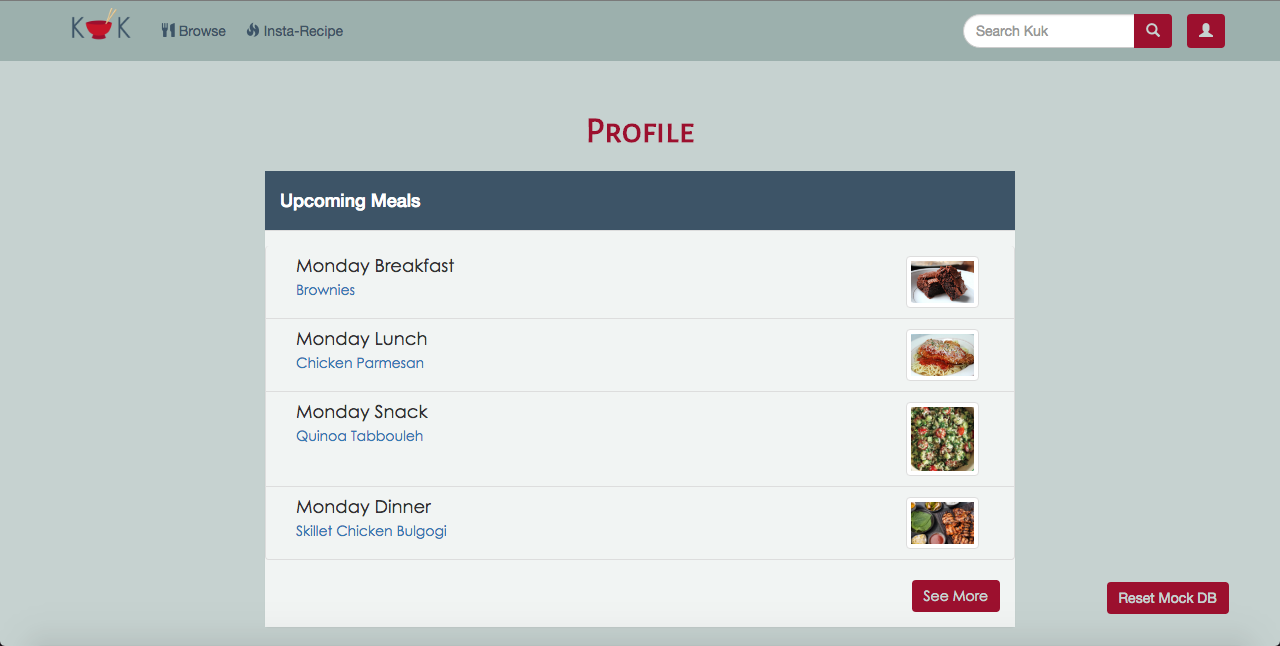 K K
Browse
Insta-Recipe
Search Kuk
Profile
Upcoming Meals
Monday Breakfast
Brownies
Monday Lunch
Chicken Parmesan
Monday Snack
Quinoa Tabbouleh
Monday Dinner
Skillet Chicken Bulgogi
See More
Reset Mock DB